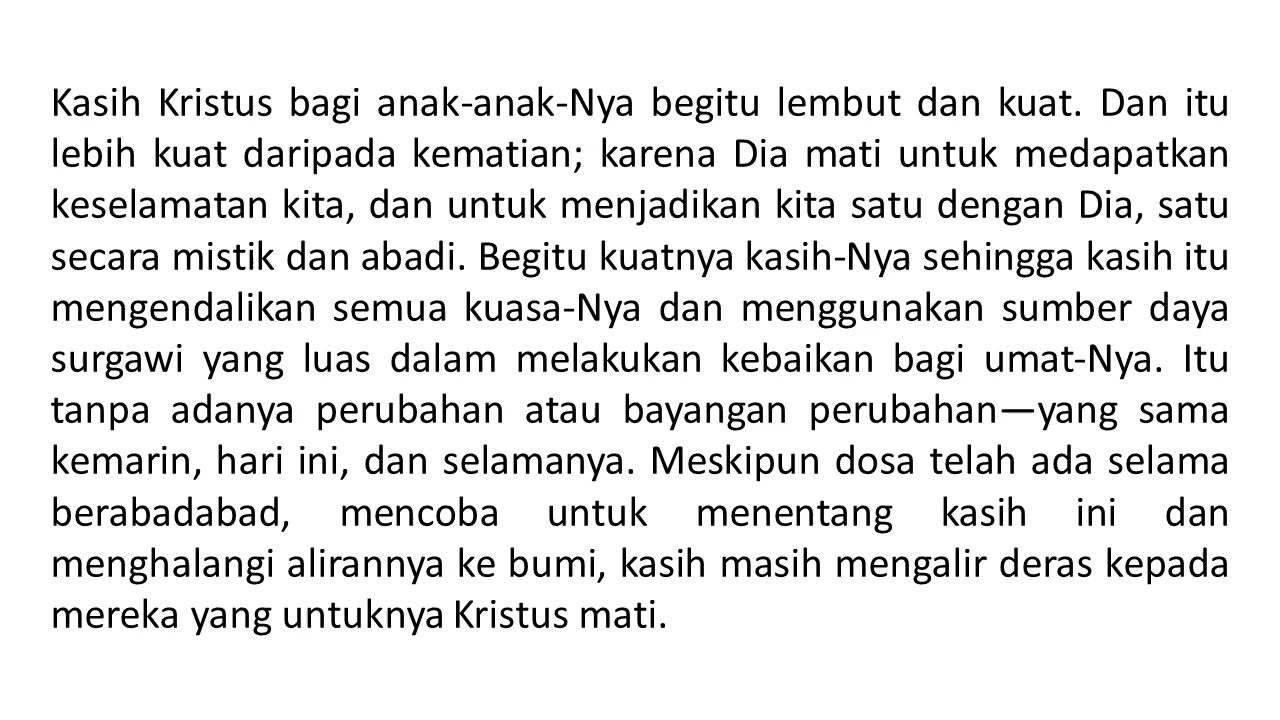 Kasih Kristus bagi anak-anak-Nya begitu lembut dan kuat. Dan itu
lebih kuat daripada kematian; karena Dia mati untuk medapatkan
keselamatan kita, dan untuk menjadikan kita satu dengan Dia, satu
secara mistik dan abadi. Begitu kuatnya kasih-Nya sehingga kasih itu
mengendalikan semua kuasa-Nya dan menggunakan sumber daya
surgawi yang luas dalam melakukan kebaikan bagi umat-Nya. Itu
tanpa adanya perubahan atau bayangan perubahan—yang sama
kemarin, hari ini, dan selamanya. Meskipun dosa telah ada selama
berabadabad, mencoba untuk menentang kasih ini dan
menghalangi alirannya ke bumi, kasih masih mengalir deras kepada
mereka yang untuknya Kristus mati.